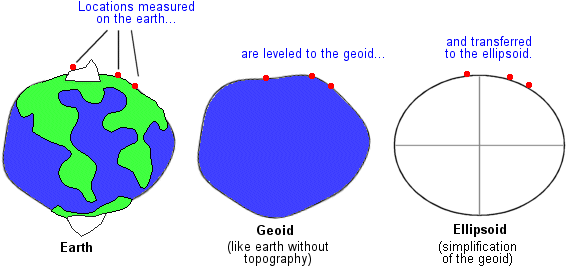 Locations measured
on the earth...
are leveled to the geoid...
and transferred
to the ellipsoid.
Earth
Geoid
(like earth without
topography)
Ellipsoid
(simplification
of the geoid)